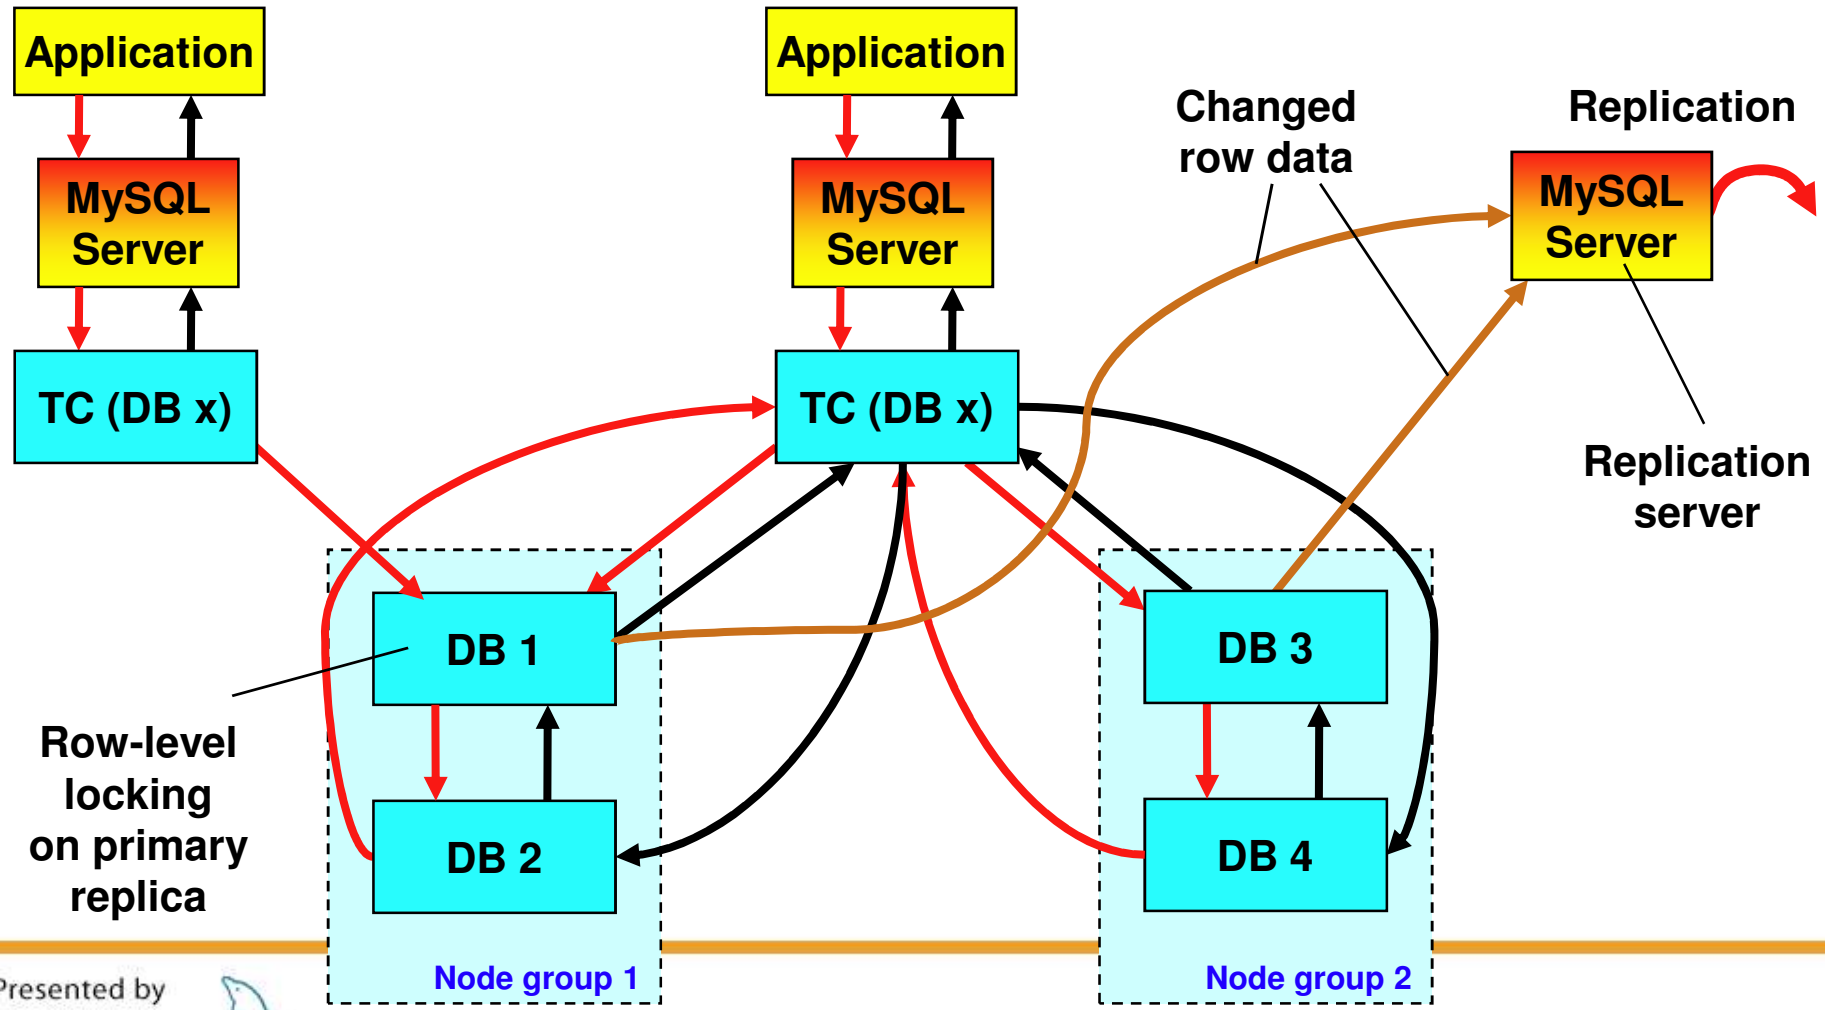 Application
Application
Changed
row data
Replication
MySQL
Server
MySQL
Server
MySQL
Server
TC (DB x)
TC (DB x)
Replication
server
DB 1
DB 3
Row-level
locking
on primary
replica
DB 2
DB 4
Node group 1
Node group 2
Presented by